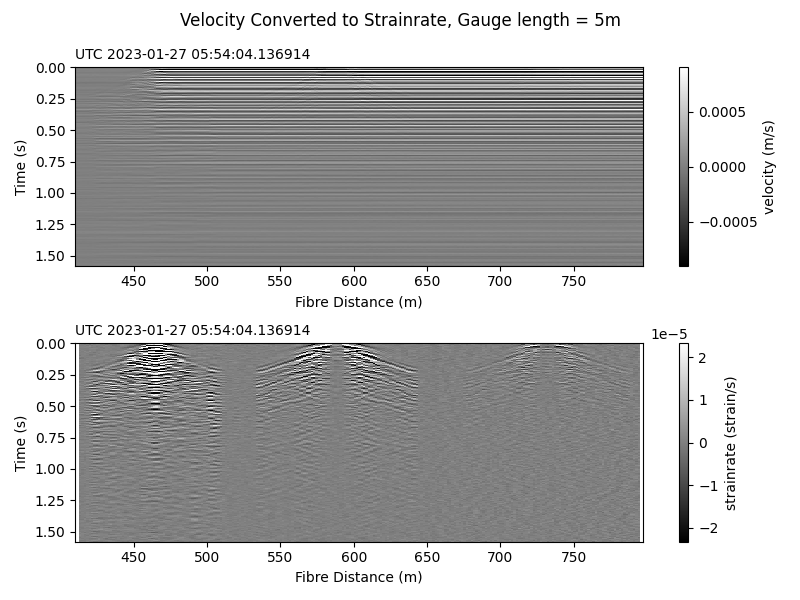 Velocity Converted to Strainrate, Gauge length = 5m
UTC 2023-01-27 05:54:04.136914
0.00
0.25
0.50
0.75
1.00
1.25
1.50
Time (s)
450 500 550 600 650 700 750
Fibre Distance (m)
0.0005
0.0000
−0.0005
velocity (m/s)
UTC 2023-01-27 05:54:04.136914
0.00
0.25
0.50
0.75
1.00
1.25
1.50
Time (s)
450 500 550 600 650 700 750
Fibre Distance (m)
1e−5
2
1
0
−1
−2
strainrate (strain/s)